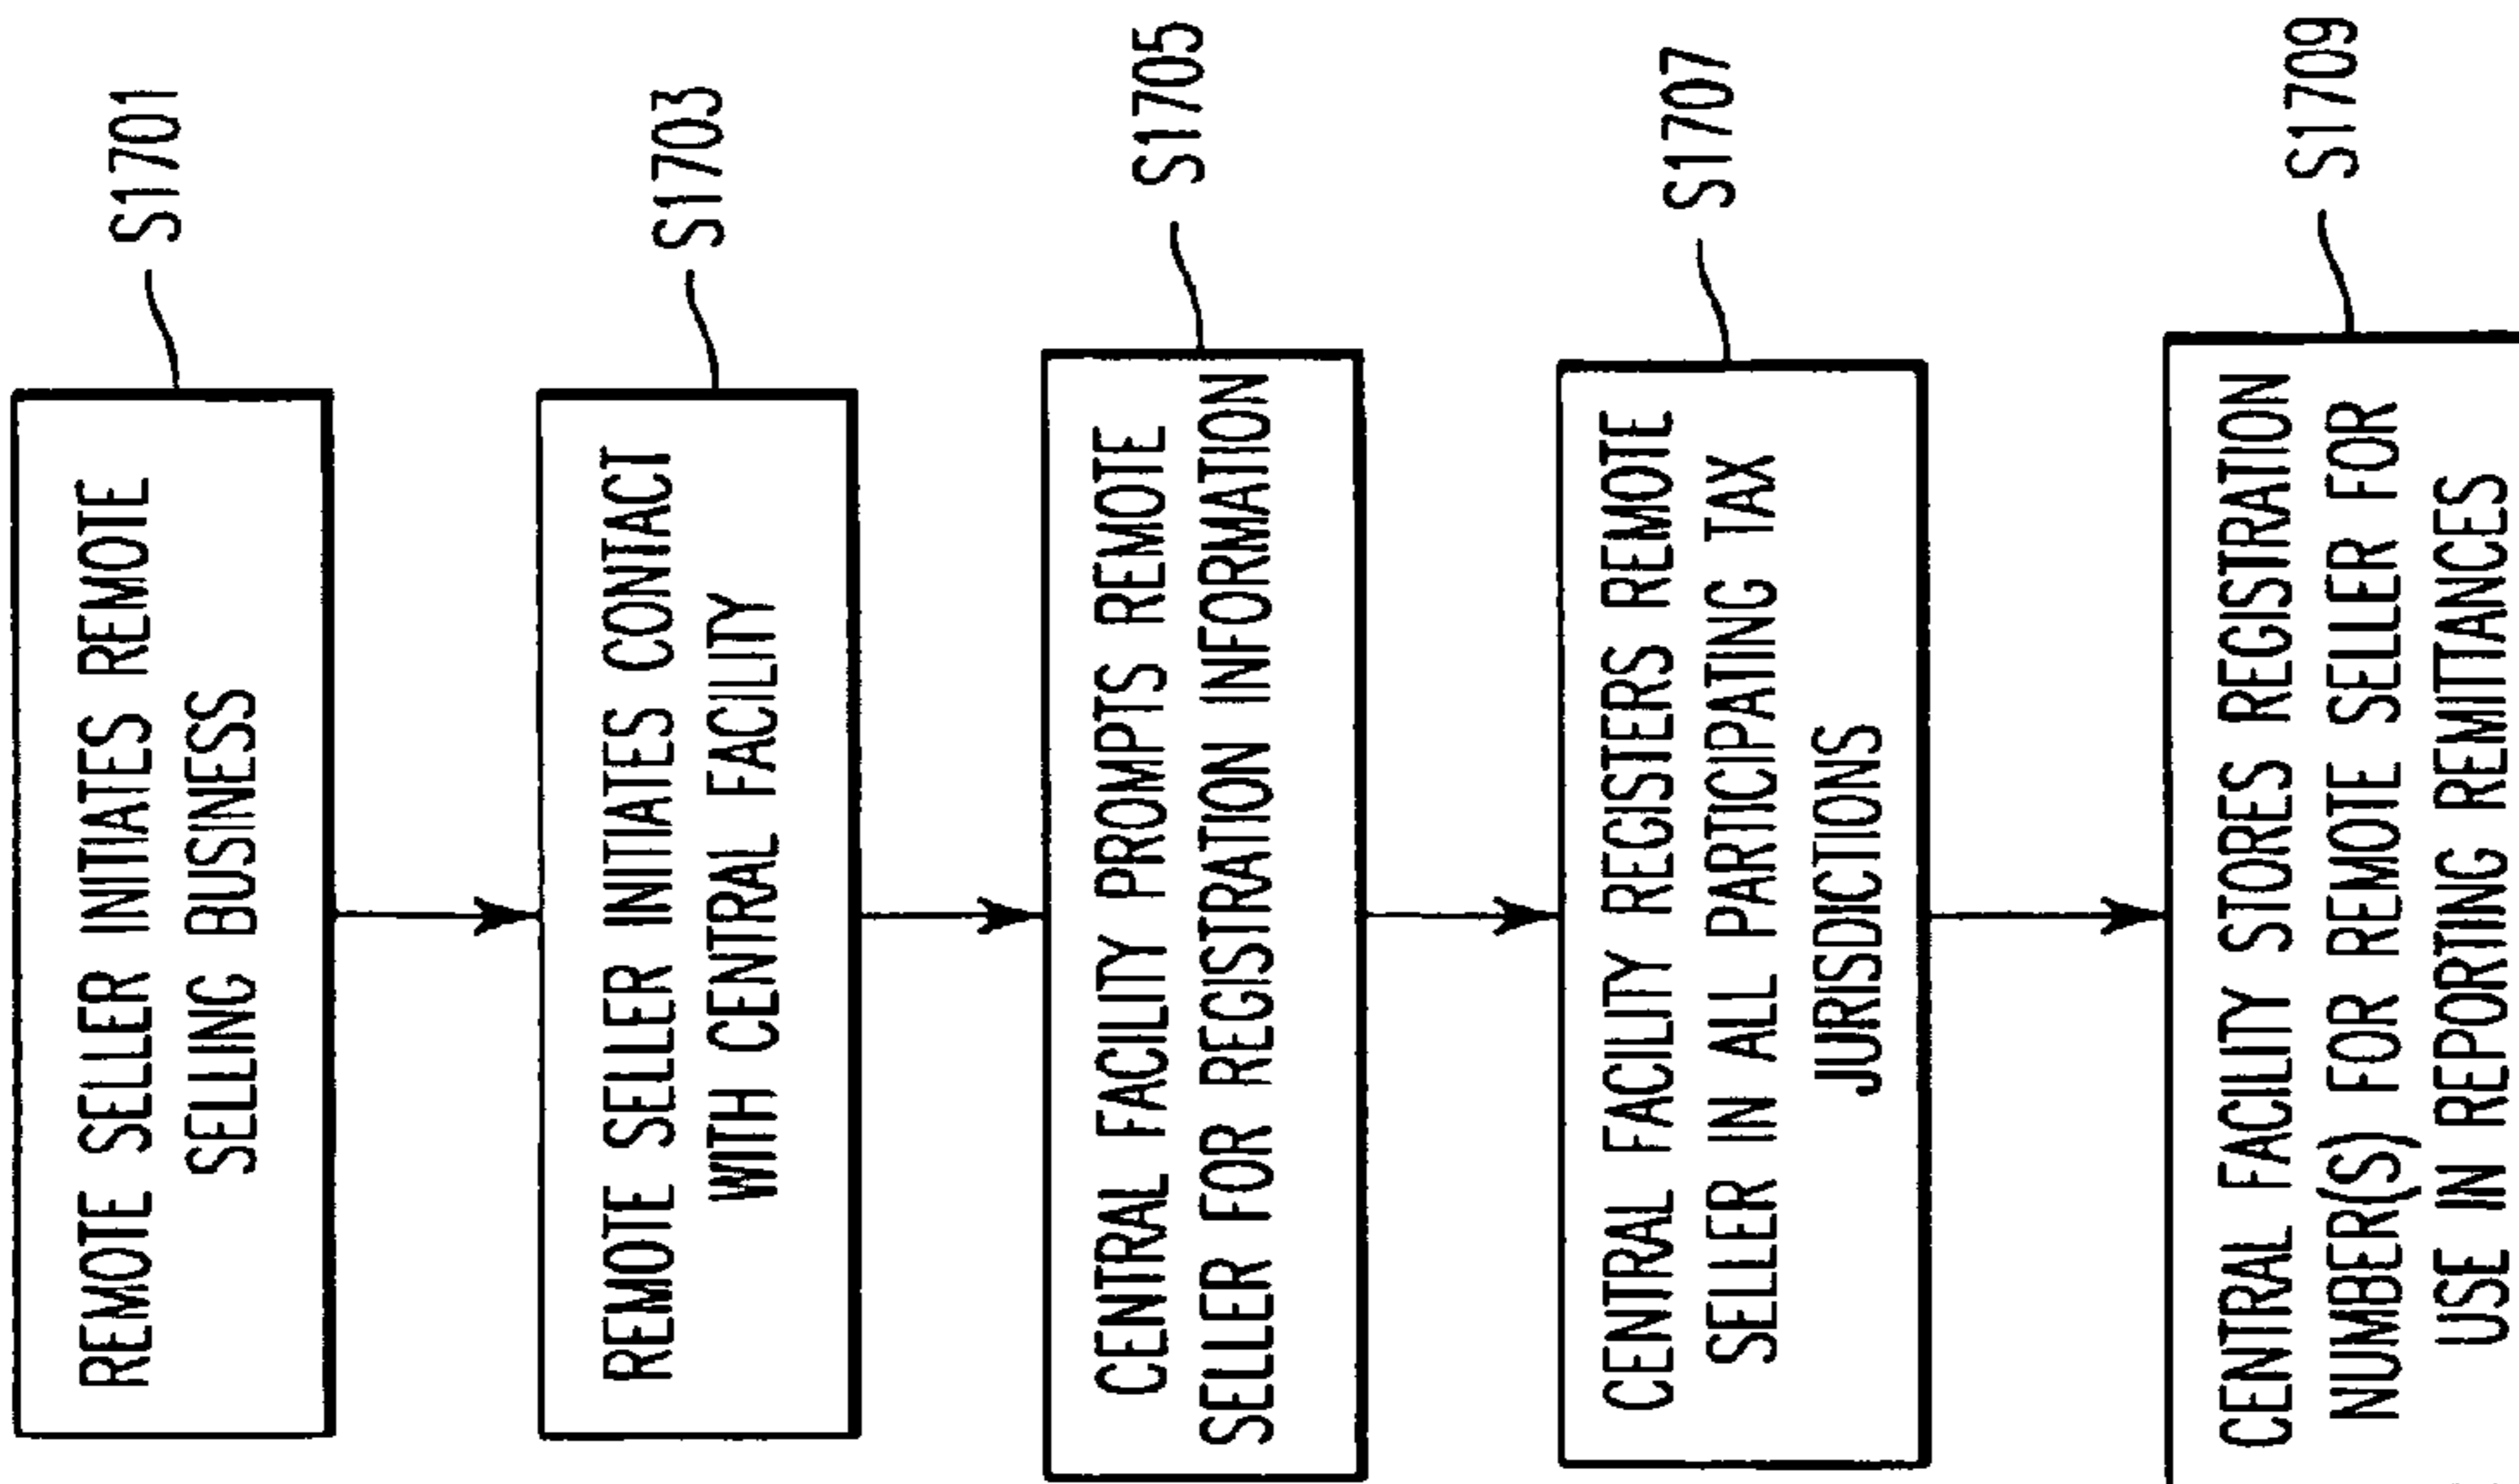 REMOTE SELLER INITIATES REMOTE
SELLING BUSINESS
S1701
REMOTE SELLER INITIATES CONTACT
WITH CENTRAL FACILITY
S1703
CENTRAL FACILITY PROMPTS REMOTE
SELLER FOR REGISTRATION INFORMATION
S1705
CENTRAL FACILITY REGISTERS REMOTE
SELLER IN ALL PARTICIPATING TAX
JURISDICTIONS
S1707
CENTRAL FACILITY STORES REGISTRATION
NUMBER(S) FOR REMOTE SELLER FOR
USE IN REPORTING REMITTANCES
S1709